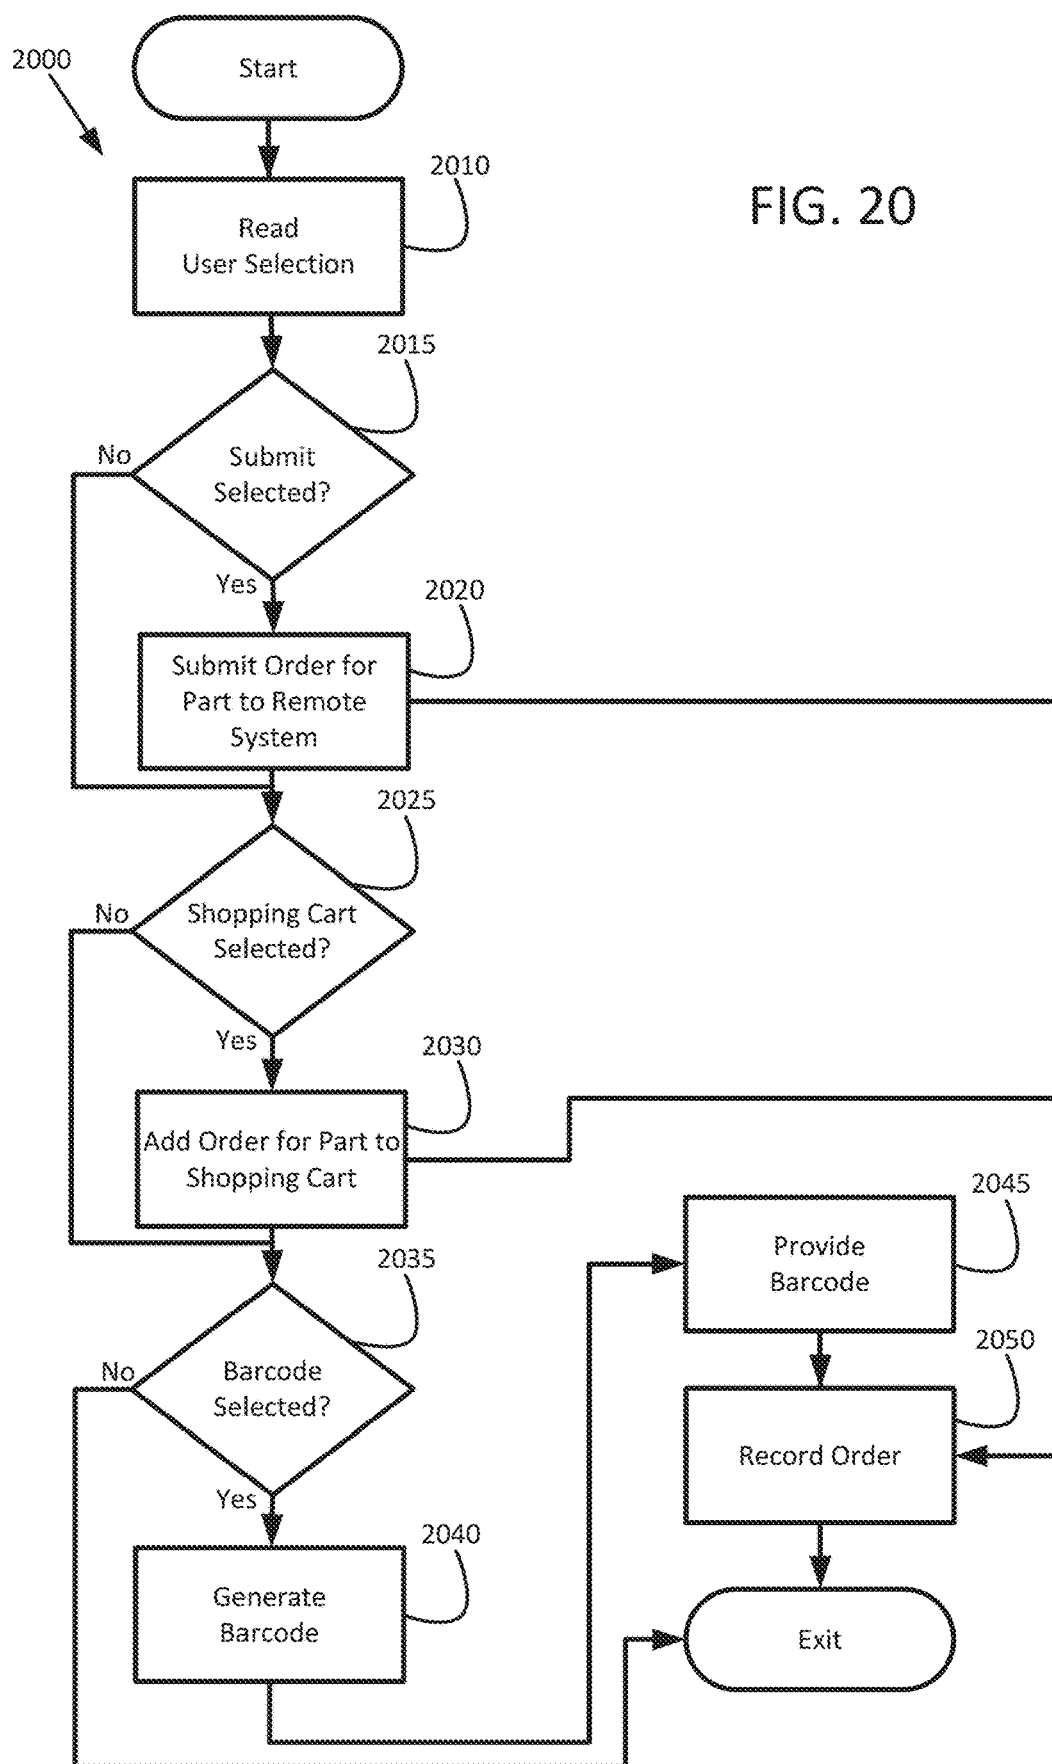 2000
Start
2010
FIG. 20
Read
User Selection
2015
No
Submit
Selected?
Yes
2020
Submit Order for
Part to Remote
System
2025
No
Shopping Cart
Selected?
Yes
2030
Add Order for Part to
Shopping Cart
2045
Provide
Barcode
2035
No
Barcode
Selected?
2050
Record Order
Yes
2040
Generate
Barcode
Exit